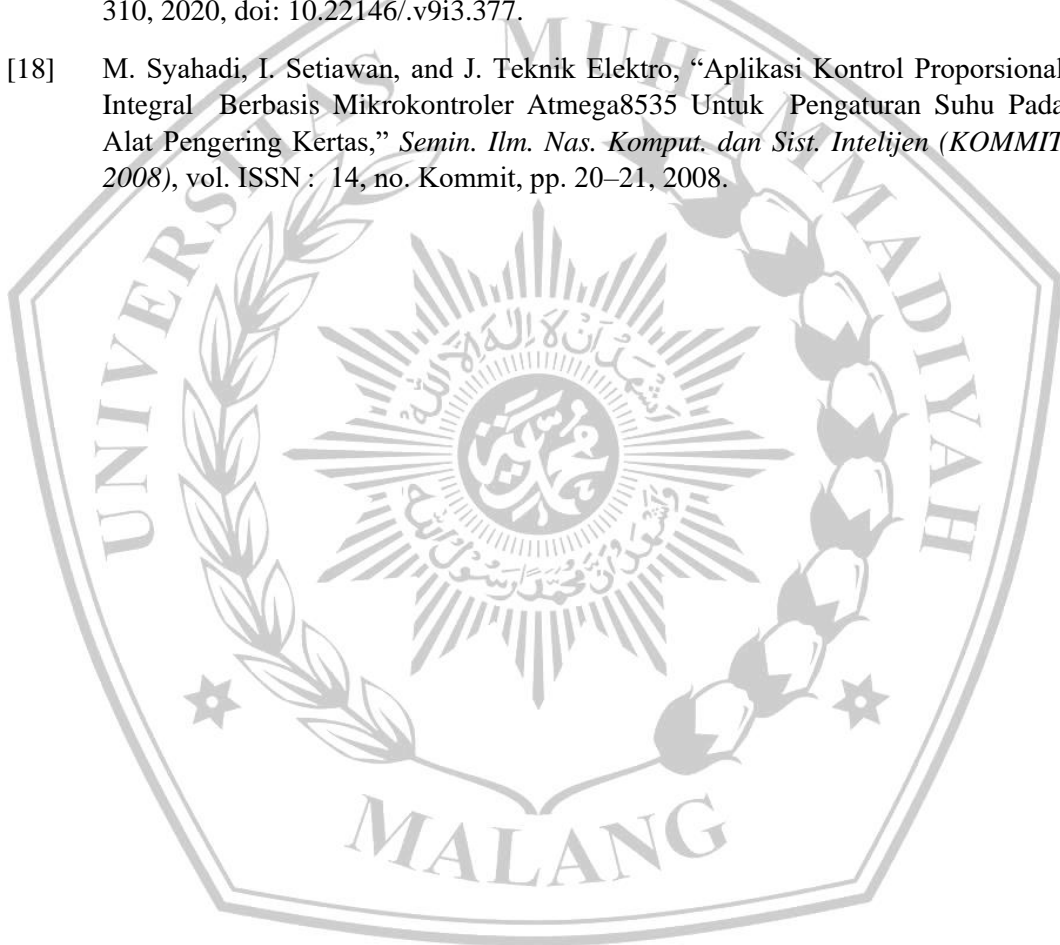 310, 2020, doi: 10.22146/.v9i3.377.
[18] M. Syahadi, I. Setiawan, and J. Teknik Elektro, “Aplikasi Kontrol Proporsional
Integral Berbasis Mikrokontroler Atmega8535 Untuk Pengaturan Suhu Pada
Alat Pengering Kertas,” Semin. Ilm. Nas. Komput. dan Sist. Intelijen (KOMMIT
2008), vol. ISSN : 14, no. Kommit, pp. 20–21, 2008.
UNIVERSITAS MUHAMMADIYAH
MALANG